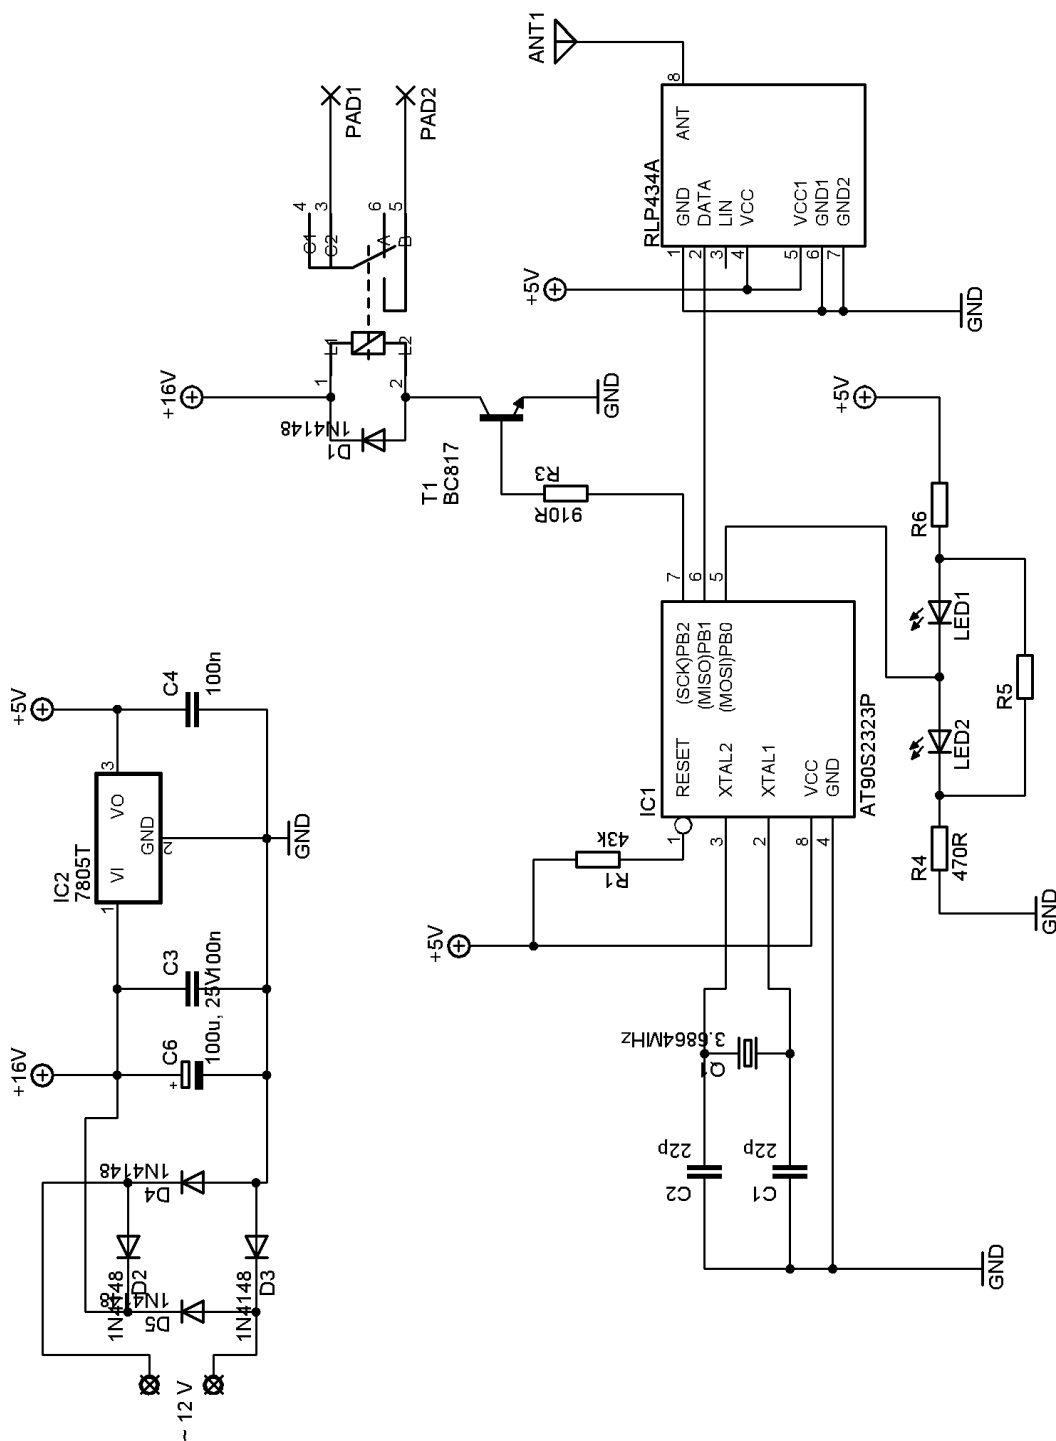 ~ 12 V
1N4148
D2
1N4148
D5
1N4148
D3
1N4148
D4
+16V
C6
100u, 25V
C3
100n
IC2
7805T
1
VI
GND
2
VO
3
GND
+5V
C4
100n
+16V
1N4148
D1
1
L1
2
L2
4
C1
3
C2
6
A
5
B
PAD1
PAD2
T1
BC817
GND
R3
910R
ANT1
RLP434A
8
ANT
1
GND
2
DATA
3
LIN
4
VCC
5
VCC1
6
GND1
7
GND2
+5V
GND
IC1
AT90S2323P
1
RESET
3
XTAL2
2
XTAL1
8
VCC
4
GND
7
(SCK)PB2
6
(MISO)PB1
5
(MOSI)PB0
+5V
43k
R1
3.6864MHz
Q1
22p
C2
22p
C1
GND
+5V
R6
LED1
LED2
R5
R4
470R
GND